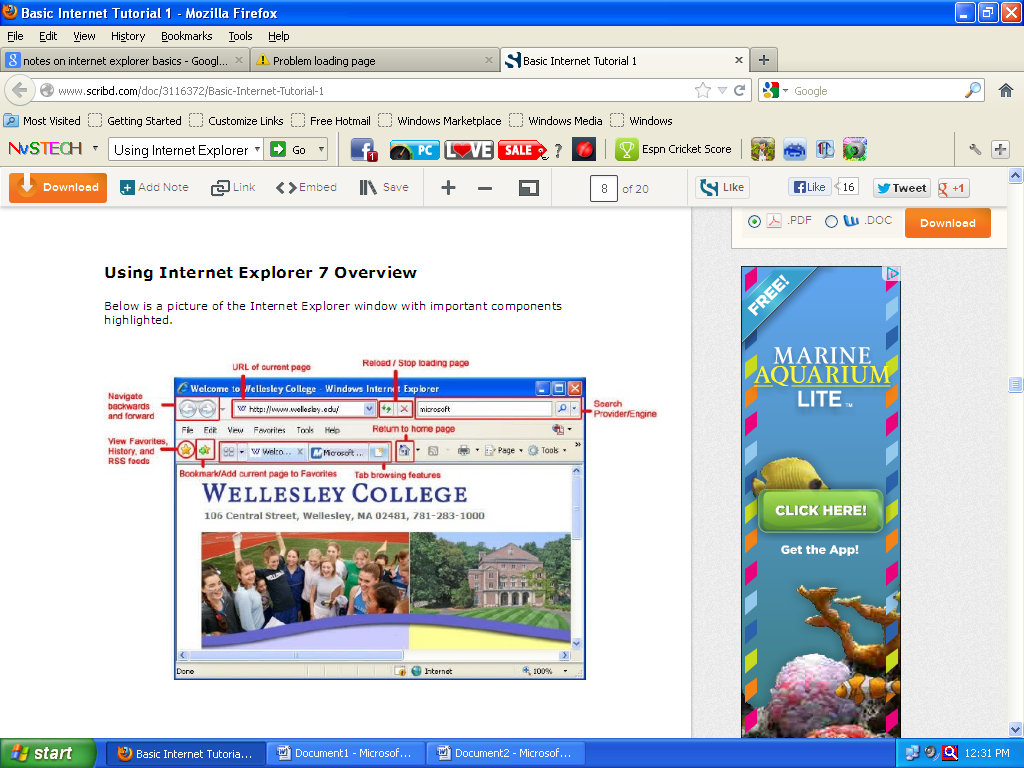 Basic Internet Tutorial 1 - Mozilla Firefox
File Edit View History Bookmarks Tools Help
notes on internet explorer basics - Googl...
Problem loading page
Basic Internet Tutorial 1
www.scribd.com/doc/3116372/Basic-Internet-Tutorial-1
Google
Most Visited Getting Started Customize Links Free Hotmail Windows Marketplace Windows Media Windows
NVSTECH Using Internet Explorer Go 1 PC LOVE SALE ? Espn Cricket Score
Download Add Note Link Embed Save 8 of 20 Like Like 16 Tweet +1
.PDF .DOC Download
Using Internet Explorer 7 Overview
Below is a picture of the Internet Explorer window with important components
highlighted.
URL of current page
Reload / Stop loading page
Welcome to Wellesley College - Windows Internet Explorer
Navigate
backwards
and forward
http://www.wellesley.edu/
microsoft
Search
Provider/Engine
File Edit View Favorites Tools Help
Return to home page
View Favorites,
History, and
RSS feeds
Welco...
Microsoft ...
Page
Tools
Bookmark/Add current page to Favorites
Tab browsing features
WELLESLEY COLLEGE
106 Central Street, Wellesley, MA 02481, 781-283-1000
Done
Internet
100%
FREE!
MARINE
AQUARIUM
LITE ™
CLICK HERE!
Get the App!
start
Basic Internet Tutoria...
Document1 - Microsof...
Document2 - Microsof...
12:31 PM